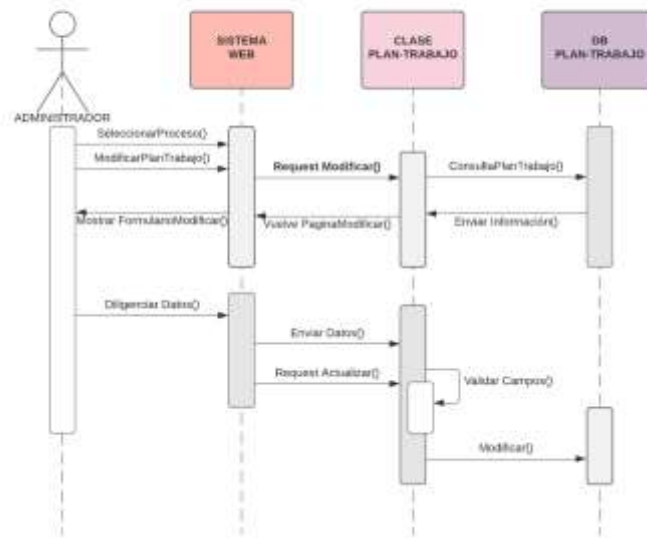 SISTEMA
WEB
CLASE
PLAN-TRABAJO
DB
PLAN-TRABAJO
ADMINISTRADOR
SeleccionarProceso()
ModificarPlanTrabajo()
Request Modificar()
ConsultaPlanTrabajo()
Mostrar FormularioModificar()
Vuelve PaginaModificar()
Enviar Información()
Diligenciar Datos()
Enviar Datos()
Request Actualizar()
Validar Campos()
Modificar()